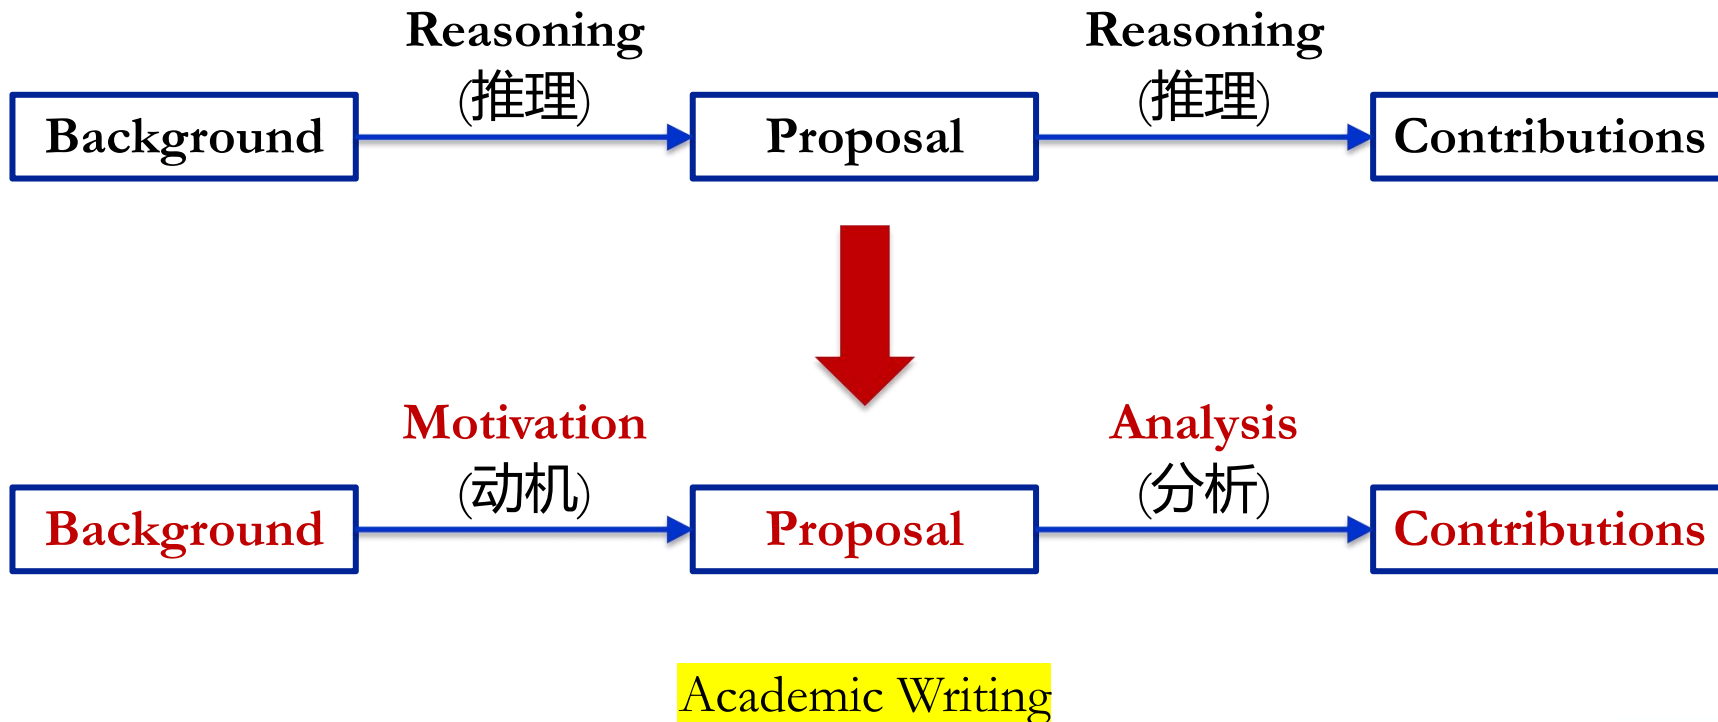 Reasoning Reasoning
(推理) (推理)
Background Proposal Contributions
Motivation Analysis
(动机) (分析)
Background Proposal Contributions
Academic Writing